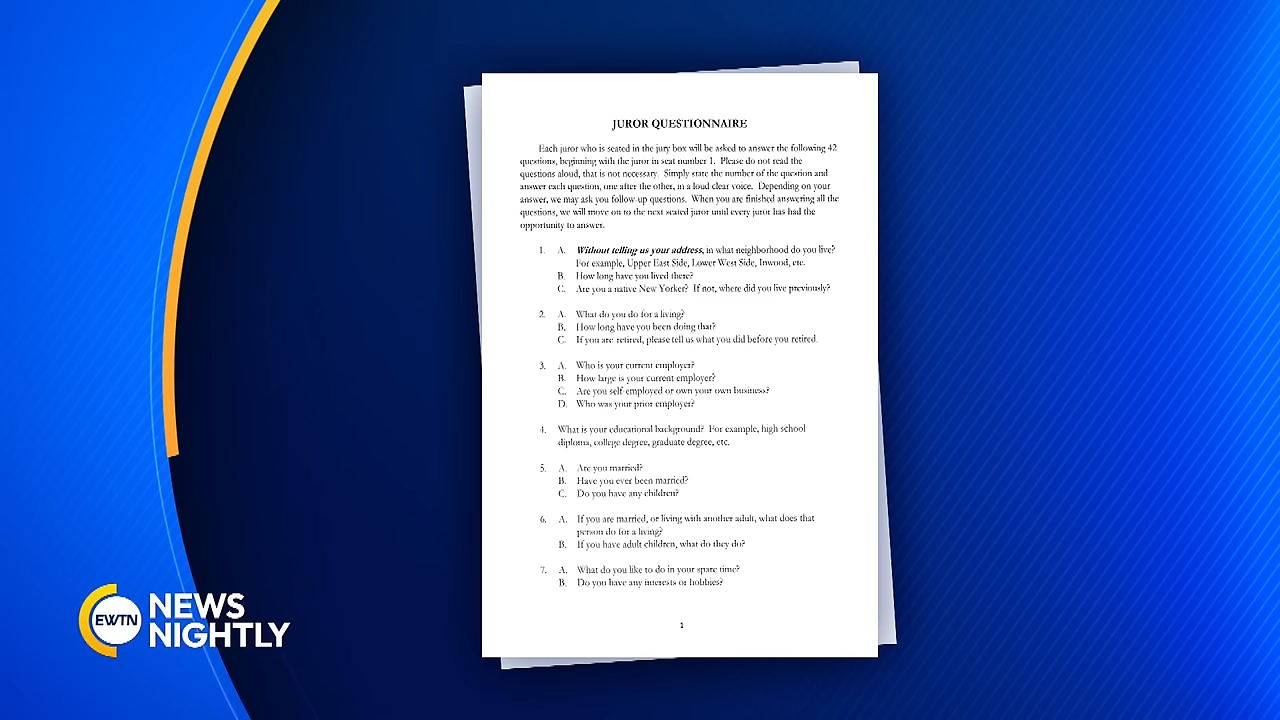 JUROR QUESTIONNAIRE
Each juror who is seated in the jury box will be asked to answer the following 42
questions, beginning with the juror in seat number 1. Please do not read the
questions aloud, that is not necessary. Simply state the number of the question and
answer each question, one after the other, in a loud clear voice. Depending on your
answer, we may ask you follow-up questions. When you are finished answering all the
questions, we will move on to the next seated juror until every juror has had the
opportunity to answer.
1. A. Without telling us your address, in what neighborhood do you live?
For example, Upper East Side, Lower West Side, Inwood, etc.
B. How long have you lived there?
C. Are you a native New Yorker? If not, where did you live previously?
2. A. What do you do for a living?
B. How long have you been doing that?
C. If you are retired, please tell us what you did before you retired.
3. A. Who is your current employer?
B. How large is your current employer?
C. Are you self-employed or own your own business?
D. Who was your prior employer?
4. What is your educational background? For example, high school
diploma, college degree, graduate degree, etc.
5. A. Are you married?
B. Have you ever been married?
C. Do you have any children?
6. A. If you are married, or living with another adult, what does that
person do for a living?
B. If you have adult children, what do they do?
7. A. What do you like to do in your spare time?
B. Do you have any interests or hobbies?
1
EWTN NEWS
NIGHTLY